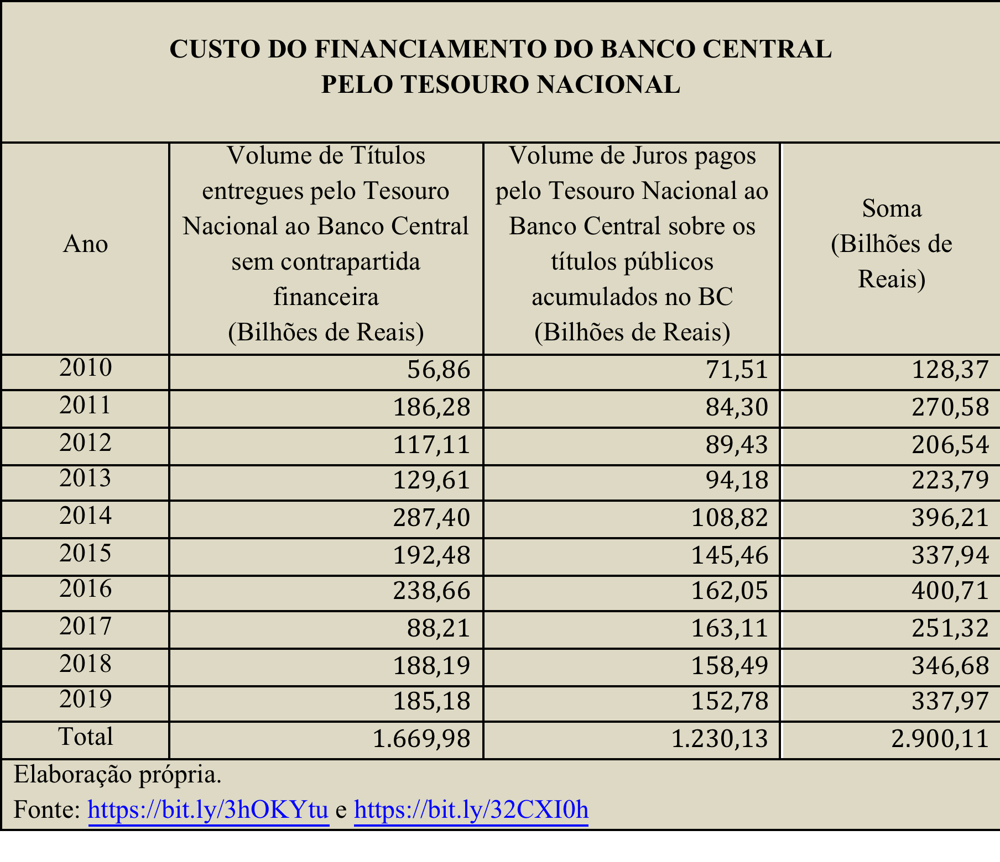 CUSTO DO FINANCIAMENTO DO BANCO CENTRAL
PELO TESOURO NACIONAL
Ano
Volume de Títulos
entregues pelo Tesouro
Nacional ao Banco Central
sem contrapartida
financeira
(Bilhões de Reais)
Volume de Juros pagos
pelo Tesouro Nacional ao
Banco Central sobre os
títulos públicos
acumulados no BC
(Bilhões de Reais)
Soma
(Bilhões de
Reais)
2010 56,86 71,51 128,37
2011 186,28 84,30 270,58
2012 117,11 89,43 206,54
2013 129,61 94,18 223,79
2014 287,40 108,82 396,21
2015 192,48 145,46 337,94
2016 238,66 162,05 400,71
2017 88,21 163,11 251,32
2018 188,19 158,49 346,68
2019 185,18 152,78 337,97
Total 1.669,98 1.230,13 2.900,11
Elaboração própria.
Fonte: https://bit.ly/3hOKYtu e https://bit.ly/32CXI0h